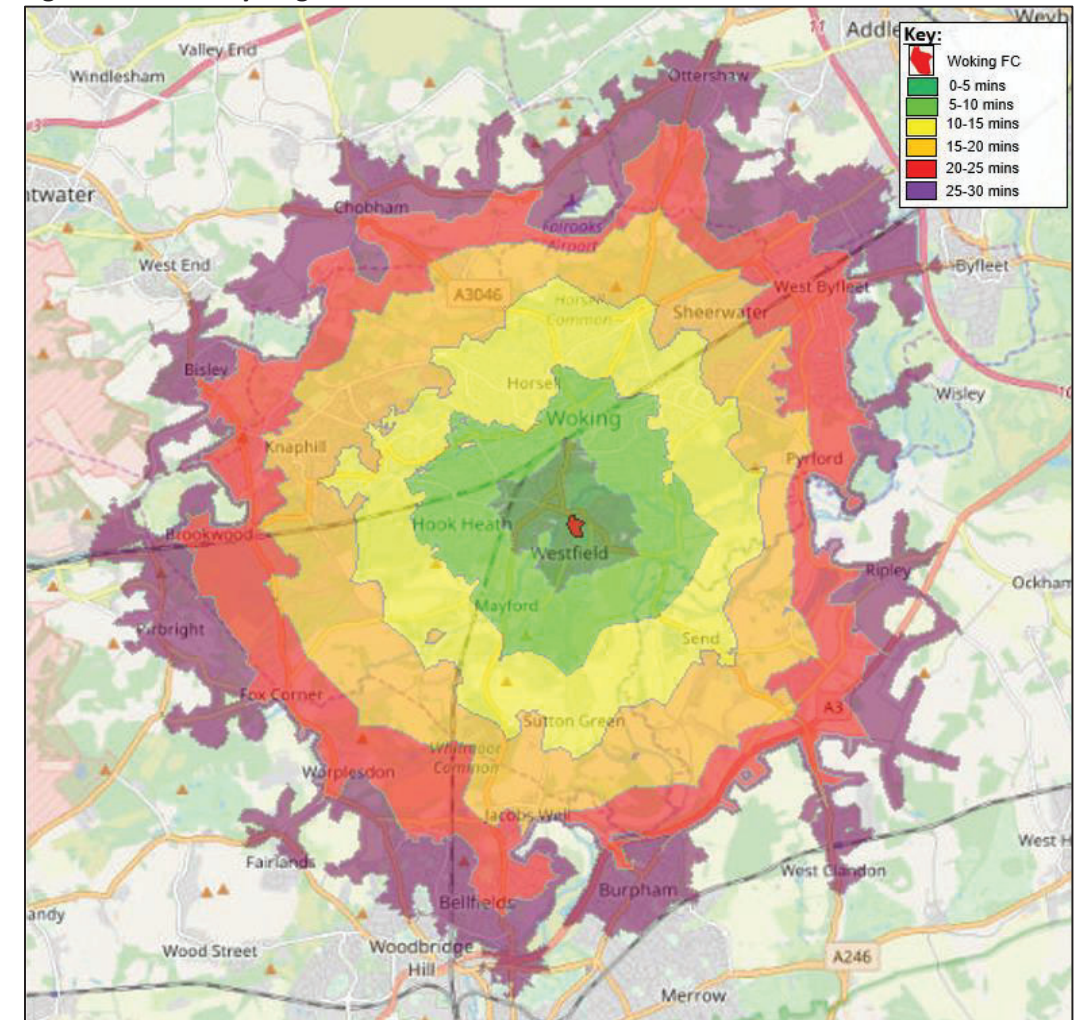 Weyb
11
Addle
Valley End
Windlesham
Ottershaw
Key:
Woking FC
0-5 mins
5-10 mins
10-15 mins
15-20 mins
20-25 mins
25-30 mins
ntwater
Chobham
Fairoaks
Airport
West End
Byfleet
West Byfleet
A3046
Horsell
Common
Sheerwater
Bisley
Horsell
Wisley
10
Woking
Knaphill
Pyrford
Hook Heath
Brookwood
Westfield
Ripley
Ockham
Mayford
Pirbright
Send
Fox Corner
A3
Sutton Green
Whitmoor
Common
Worplesdon
Jacobs Well
West H
Fairlands
West Clandon
Burpham
Bellfields
andy
Wood Street
Woodbridge
Hill
A246
Merrow